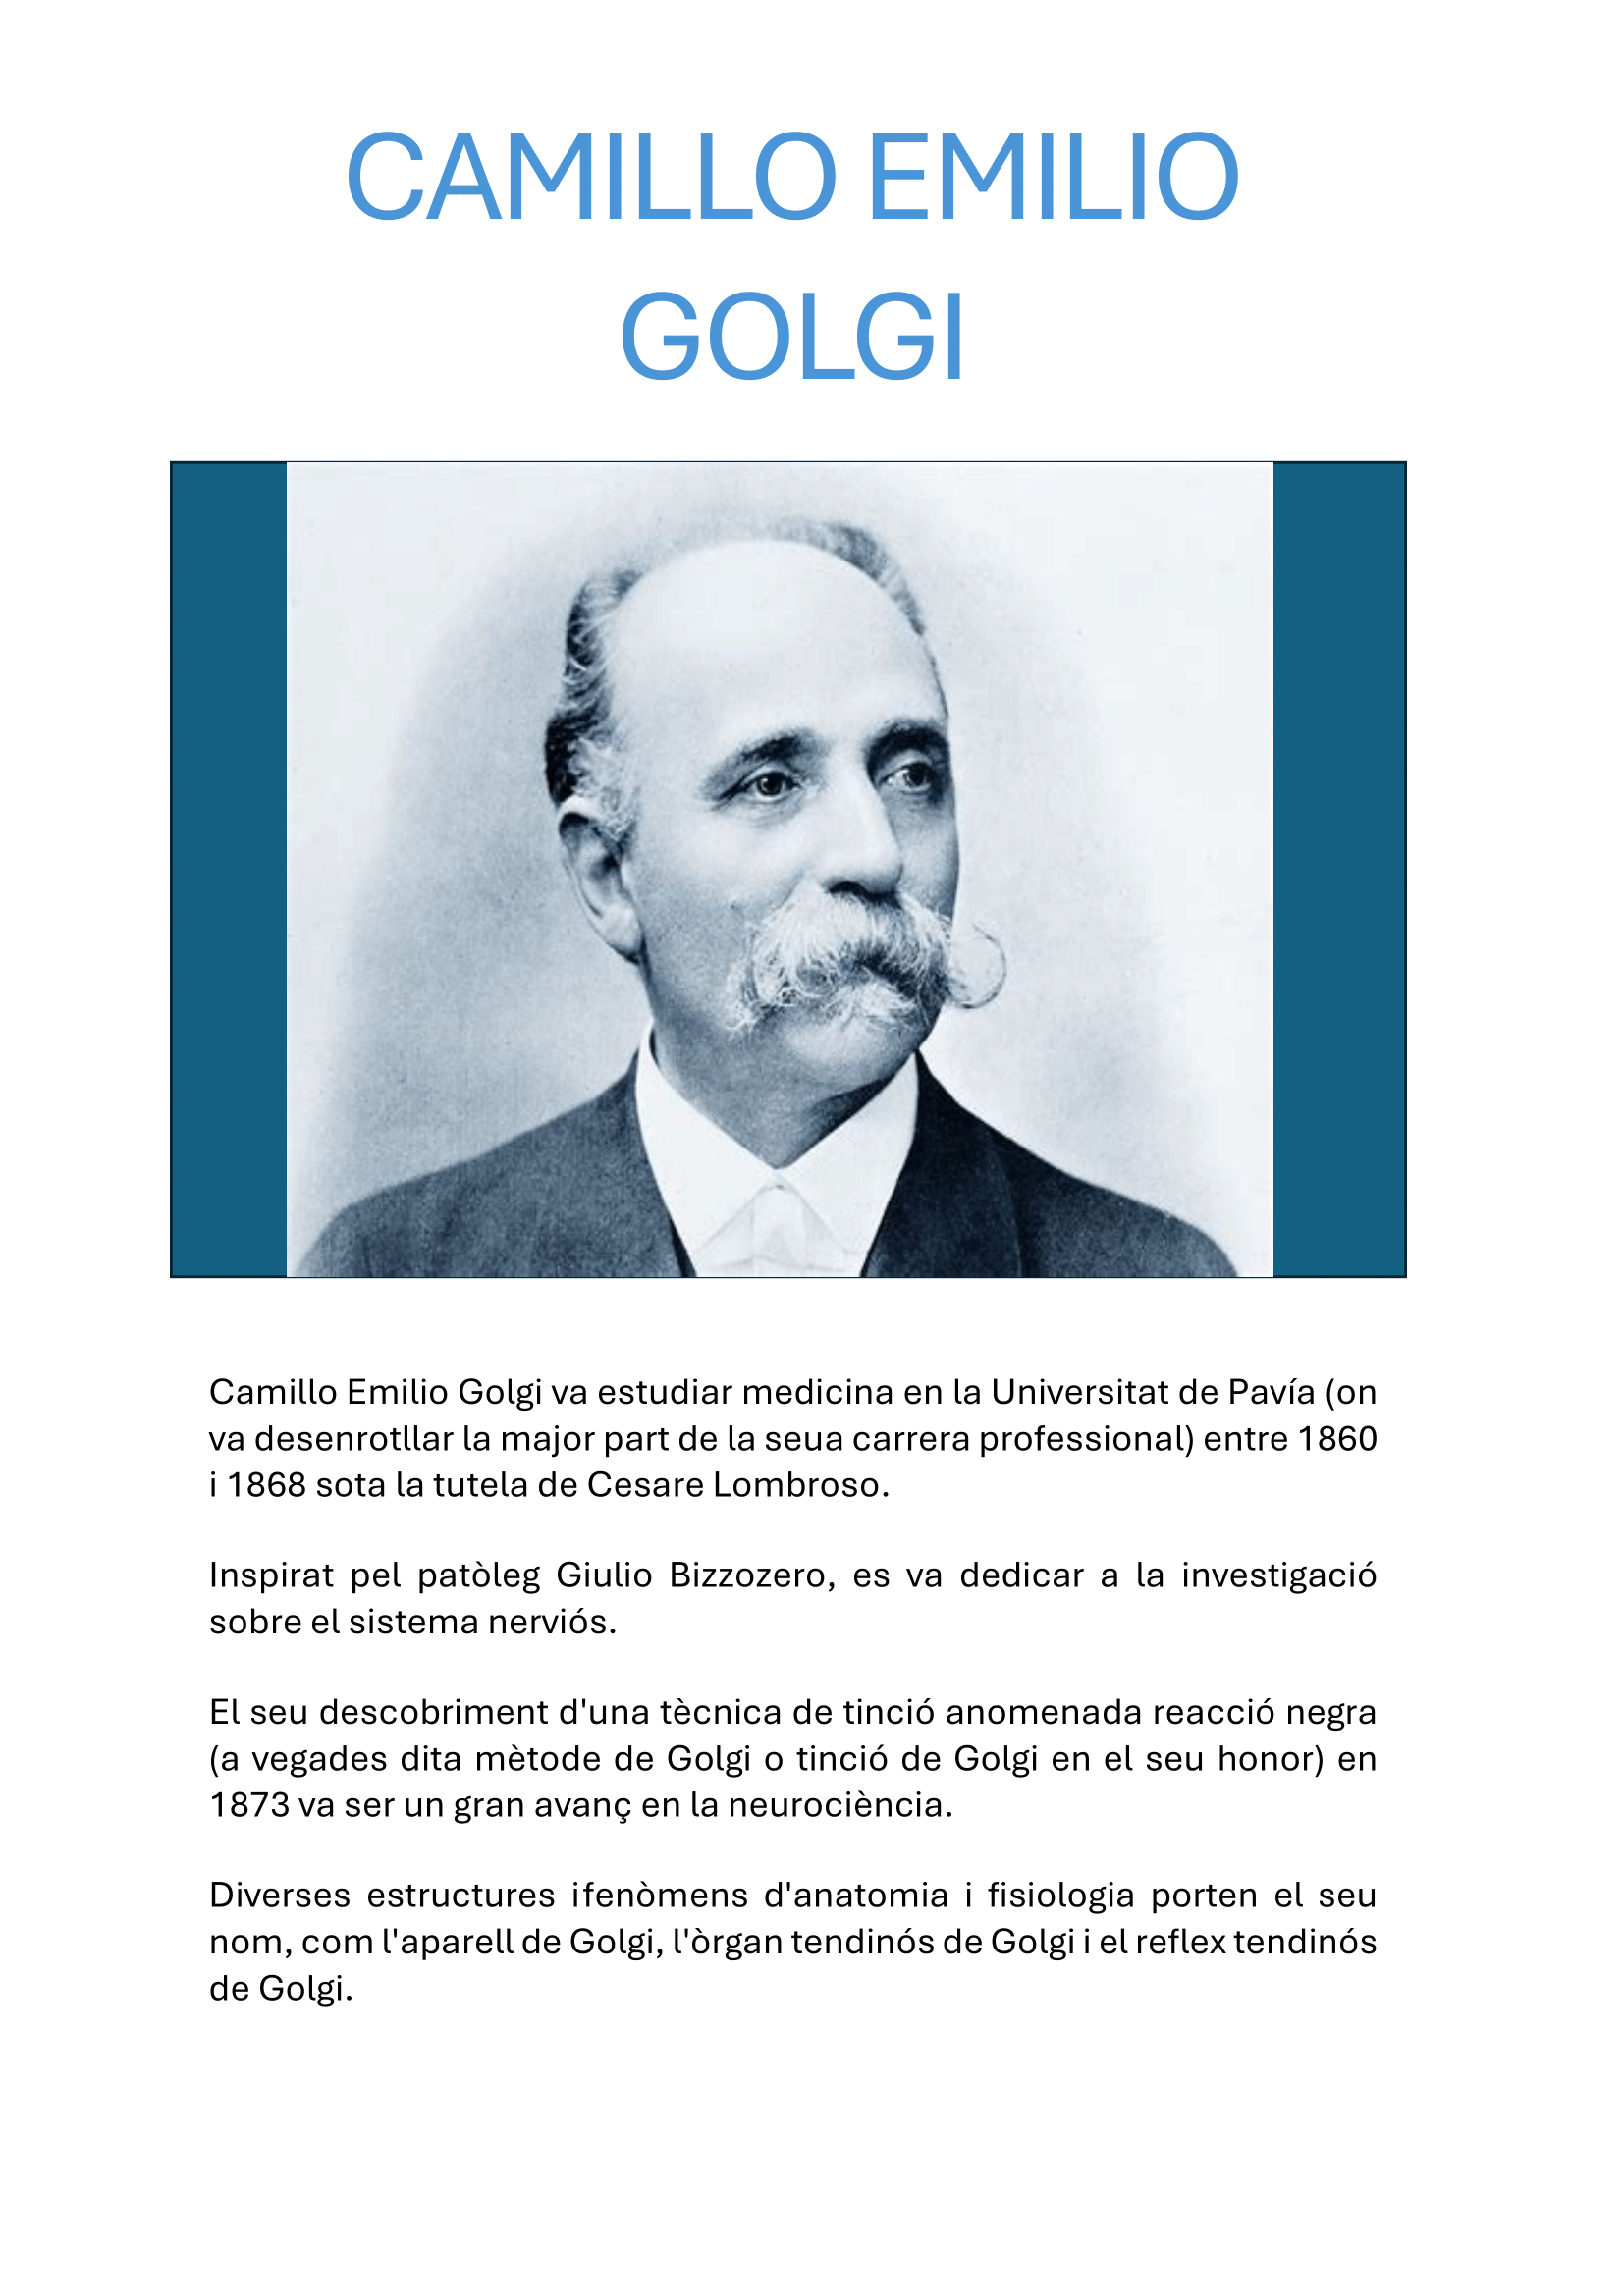 CAMILLO EMILIO
GOLGI
Camillo Emilio Golgi va estudiar medicina en la Universitat de Pavía (on
va desenrotllar la major part de la seua carrera professional) entre 1860
i 1868 sota la tutela de Cesare Lombroso.
Inspirat pel patòleg Giulio Bizzozero, es va dedicar a la investigació
sobre el sistema nerviós.
El seu descobriment d'una tècnica de tinció anomenada reacció negra
(a vegades dita mètode de Golgi o tinció de Golgi en el seu honor) en
1873 va ser un gran avanç en la neurociència.
Diverses estructures ifenòmens d'anatomia i fisiologia porten el seu
nom, com l'aparell de Golgi, l'òrgan tendinós de Golgi i el reflex tendinós
de Golgi.